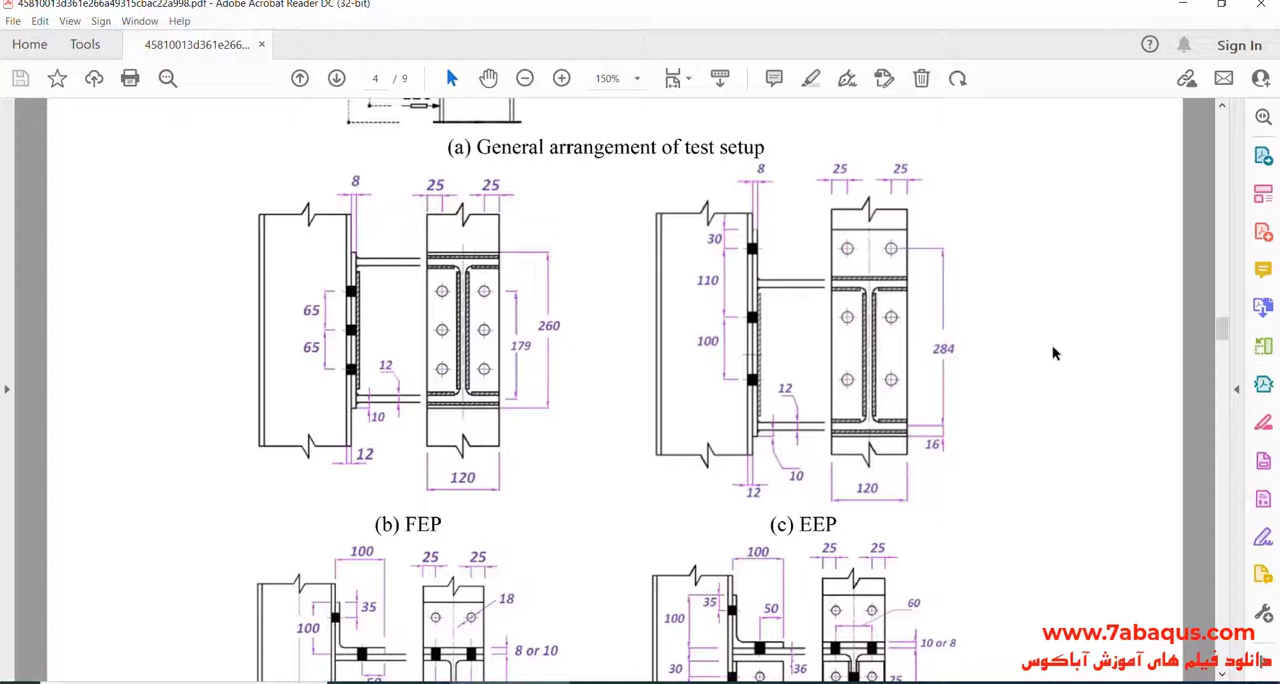 45810013d361e266a49315cbac22a998.pdf - Adobe Acrobat Reader DC (32-bit)
File Edit View Sign Window Help
Home Tools 45810013d361e266... × Sign In
4 / 9 150%
(a) General arrangement of test setup
8 25 25 8 25 25
65
65
12
10
12
260
179
120
30
110
100
12
10
12
284
16
120
(b) FEP (c) EEP
100 25 25 100 25 25
35
100
18
8 or 10
35
100
50
30
36
60
10 or 8
www.7abaqus.com
دانلود فیلم های آموزش آباکوس